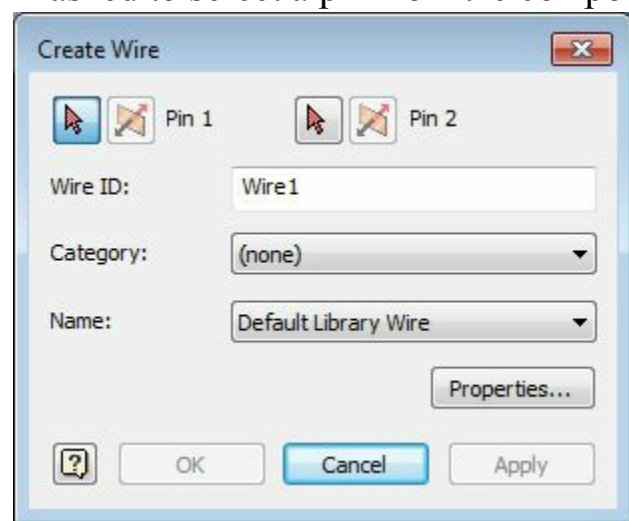 Create Wire
Pin 1 Pin 2
Wire ID: Wire1
Category: (none)
Name: Default Library Wire
Properties...
OK Cancel Apply